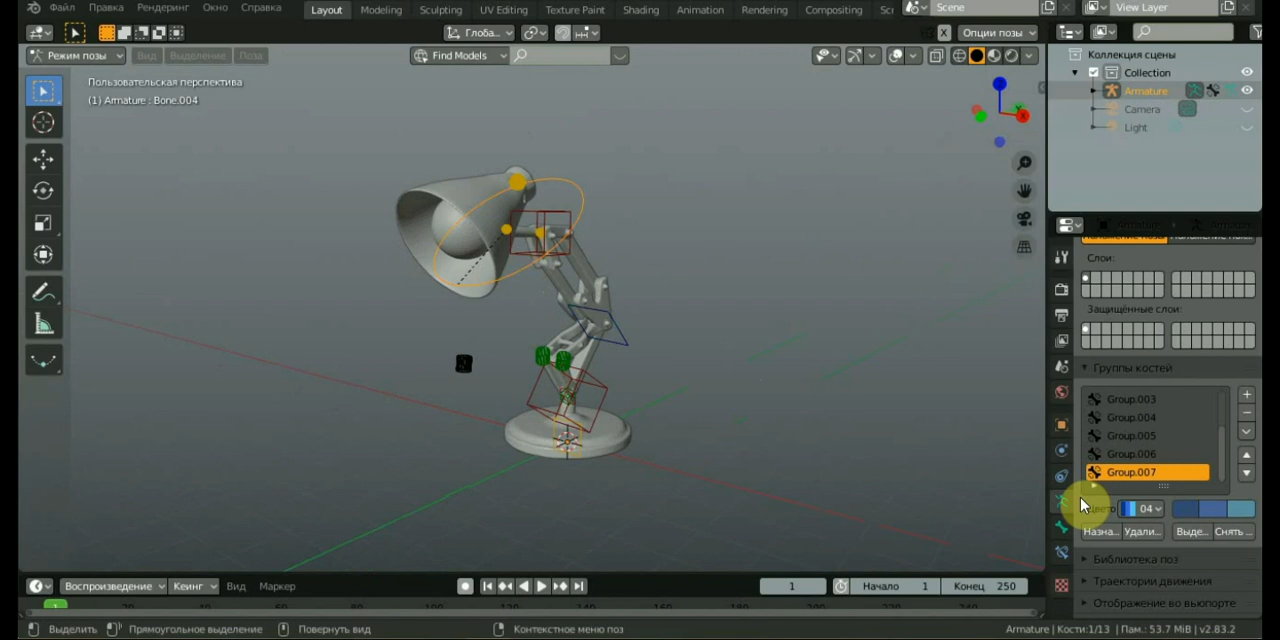 Файл Правка Рендеринг Окно Справка Layout Modeling Sculpting UV Editing Texture Paint Shading Animation Rendering Compositing Scene View Layer
Глоба... X Опции позы
Режим позы Вид Выделение Поза Find Models
Пользовательская перспектива
(1) Armature : Bone.004
Коллекция сцены
Collection
Armature
Camera
Light
Слои:
Защищённые слои:
Группы костей
Group.003
Group.004
Group.005
Group.006
Group.007
04
Назна... Удали... Выде... Снять ...
Библиотека поз
Траектории движения
Отображение во вьюпорте
Воспроизведение Кеинг Вид Маркер 1 Начало 1 Конец 250
Выделить Прямоугольное выделение Повернуть вид Контекстное меню поз Armature | Кости:1/13 | Пам.: 53.7 MiB | v2.83.2